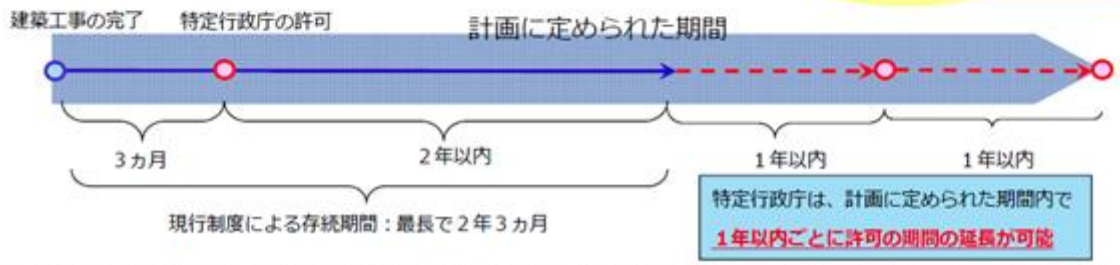 建築工事の完了
特定行政庁の許可
計画に定められた期間
3ヵ月
2年以内
1年以内
1年以内
現行制度による存続期間：最長で2年3ヵ月
特定行政庁は、計画に定められた期間内で
1年以内ごとに許可の期間の延長が可能